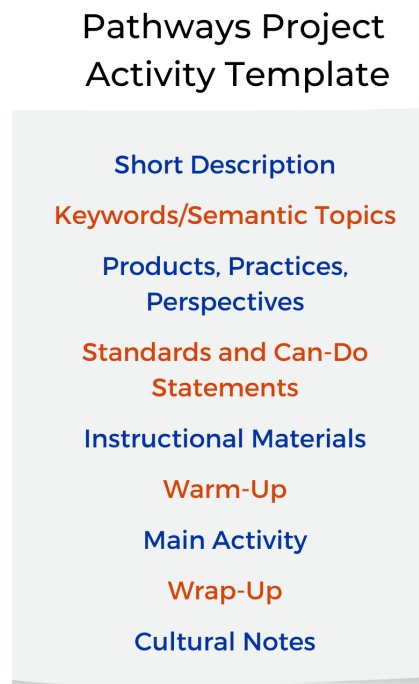 Pathways Project
Activity Template
Short Description
Keywords/Semantic Topics
Products, Practices,
Perspectives
Standards and Can-Do
Statements
Instructional Materials
Warm-Up
Main Activity
Wrap-Up
Cultural Notes